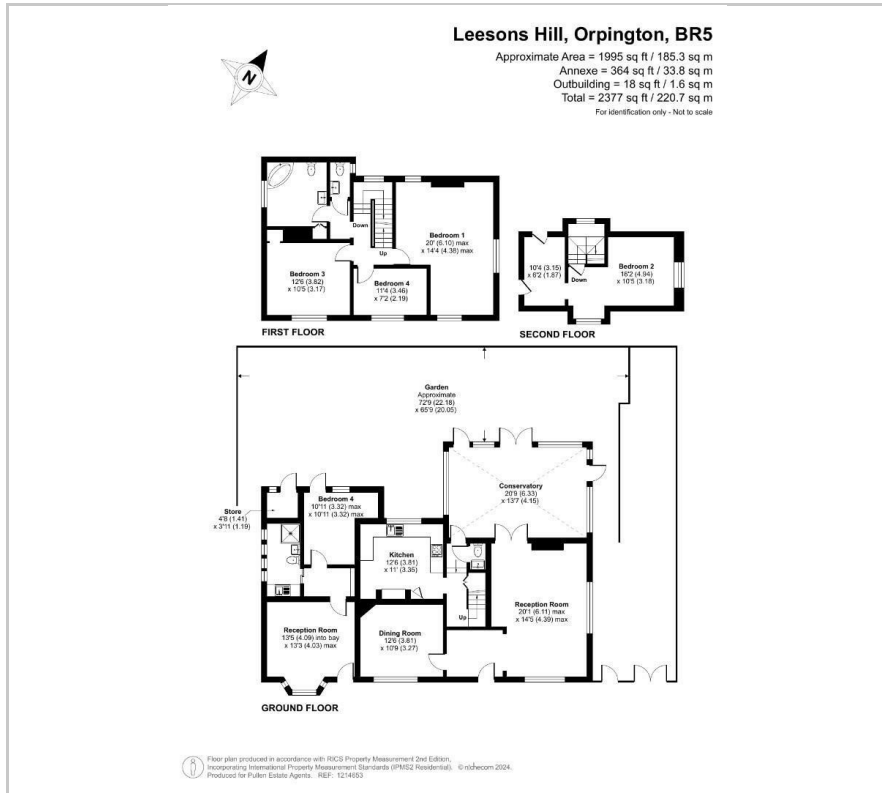 Leesons Hill, Orpington, BR5
Approximate Area = 1995 sq ft / 185.3 sq m
Annexe = 364 sq ft / 33.8 sq m
Outbuilding = 18 sq ft / 1.6 sq m
Total = 2377 sq ft / 220.7 sq m
For identification only - Not to scale
N
Down
Up
Bedroom 1
20' (6.10) max
x 14'4 (4.38) max
Bedroom 3
12'6 (3.82)
x 10'5 (3.17)
Bedroom 4
11'4 (3.46)
x 7'2 (2.19)
FIRST FLOOR
10'4 (3.15)
x 6'2 (1.87)
Down
Bedroom 2
16'2 (4.94)
x 10'5 (3.18)
SECOND FLOOR
Garden
Approximate
72'9 (22.18)
x 65'9 (20.05)
Conservatory
20'9 (6.33)
x 13'7 (4.15)
Store
4'8 (1.41)
x 3'11 (1.19)
Bedroom 4
10'11 (3.32) max
x 10'11 (3.32) max
Kitchen
12'6 (3.81)
x 11' (3.35)
Up
Reception Room
20'1 (6.11) max
x 14'5 (4.39) max
Reception Room
13'5 (4.09) into bay
x 13'3 (4.03) max
Dining Room
12'6 (3.81)
x 10'9 (3.27)
GROUND FLOOR
Floor plan produced in accordance with RICS Property Measurement 2nd Edition,
Incorporating International Property Measurement Standards (IPMS2 Residential). © nichecom 2024.
Produced for Pullen Estate Agents. REF: 1214653